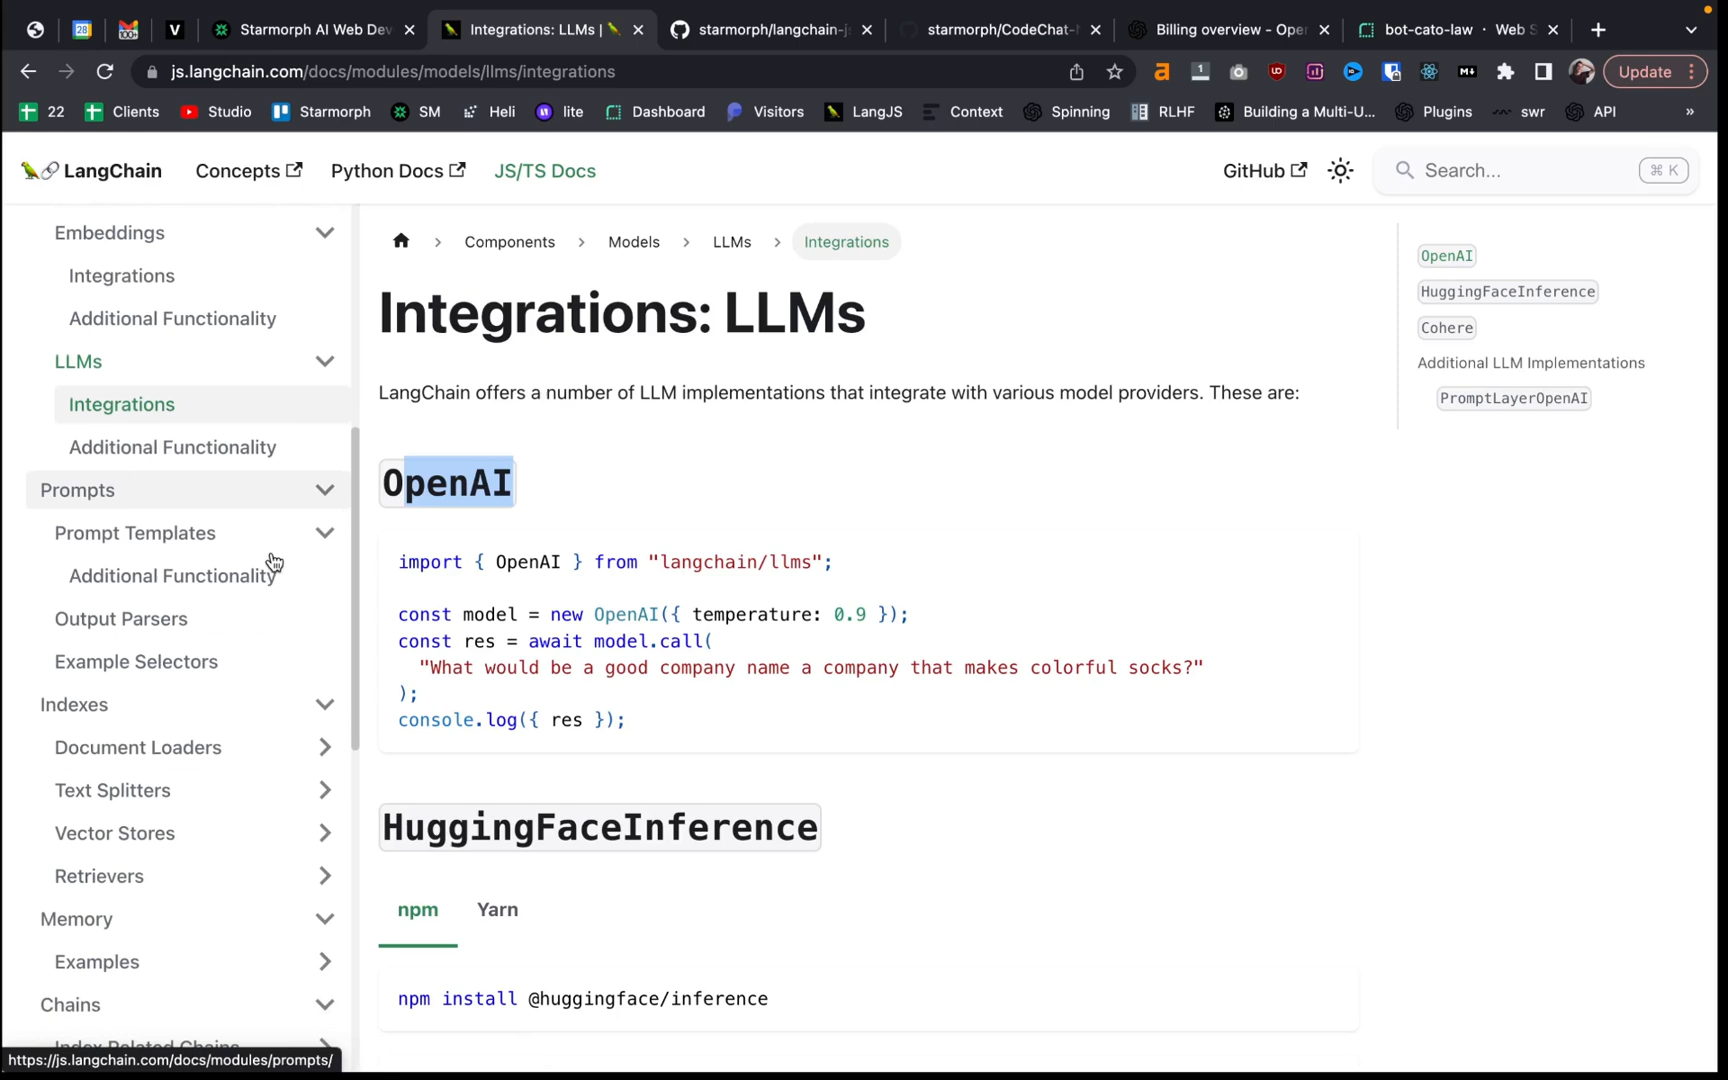 28
100+
Starmorph AI Web Dev
Integrations: LLMs |
starmorph/langchain-js
starmorph/CodeChat-
Billing overview - Open
bot-cato-law · Web S
js.langchain.com/docs/modules/models/llms/integrations
Update
22
Clients
Studio
Starmorph
SM
Heli
lite
Dashboard
Visitors
LangJS
Context
Spinning
RLHF
Building a Multi-U...
Plugins
swr
API
»
LangChain
Concepts
Python Docs
JS/TS Docs
GitHub
Search...
⌘ K
Embeddings
Integrations
Additional Functionality
LLMs
Integrations
Additional Functionality
Prompts
Prompt Templates
Additional Functionality
Output Parsers
Example Selectors
Indexes
Document Loaders
Text Splitters
Vector Stores
Retrievers
Memory
Examples
Chains
Index Related Chains
https://js.langchain.com/docs/modules/prompts/
Components
Models
LLMs
Integrations
Integrations: LLMs
LangChain offers a number of LLM implementations that integrate with various model providers. These are:
OpenAI
import { OpenAI } from "langchain/llms";
const model = new OpenAI({ temperature: 0.9 });
const res = await model.call(
"What would be a good company name a company that makes colorful socks?"
);
console.log({ res });
HuggingFaceInference
npm
Yarn
npm install @huggingface/inference
OpenAI
HuggingFaceInference
Cohere
Additional LLM Implementations
PromptLayerOpenAI